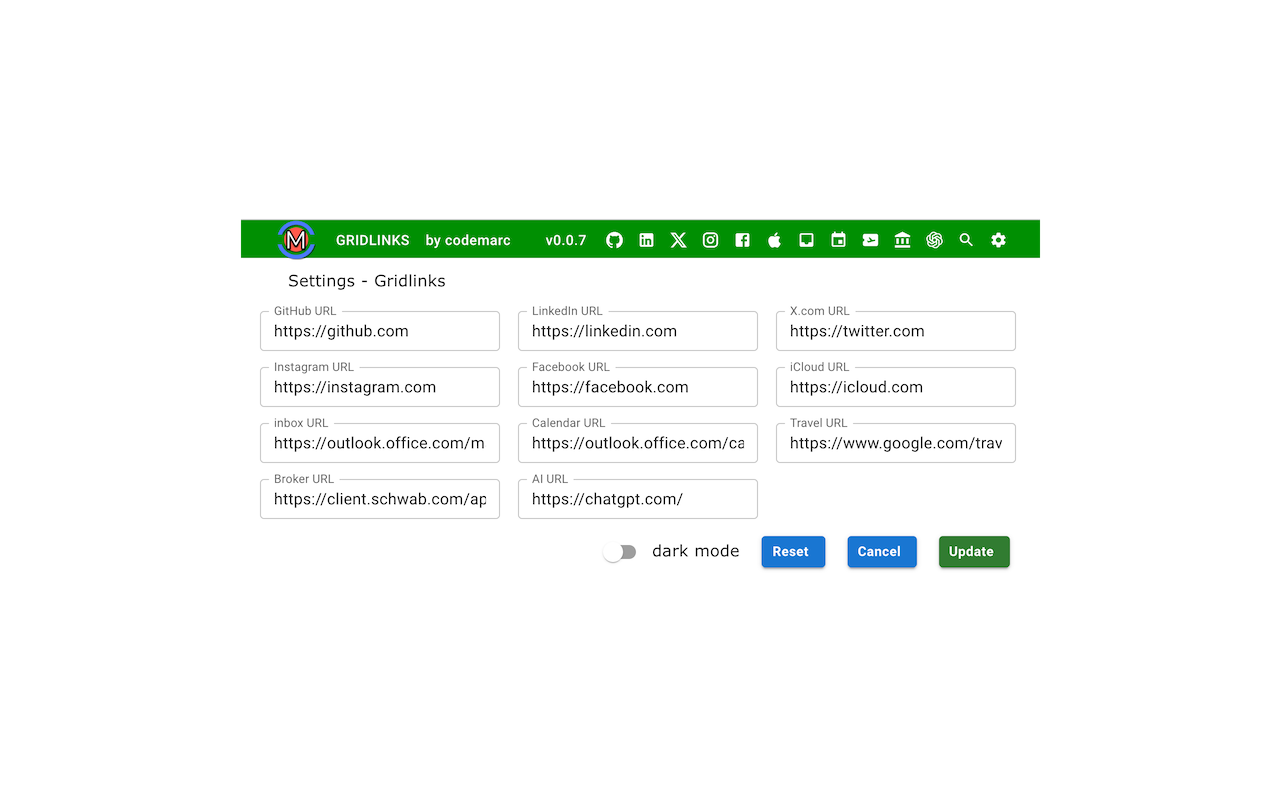 M GRIDLINKS by codemarc v0.0.7
Settings - Gridlinks
GitHub URL LinkedIn URL X.com URL
https://github.com https://linkedin.com https://twitter.com
Instagram URL Facebook URL iCloud URL
https://instagram.com https://facebook.com https://icloud.com
inbox URL Calendar URL Travel URL
https://outlook.office.com/m https://outlook.office.com/ca https://www.google.com/trav
Broker URL AI URL
https://client.schwab.com/ap https://chatgpt.com/
dark mode Reset Cancel Update